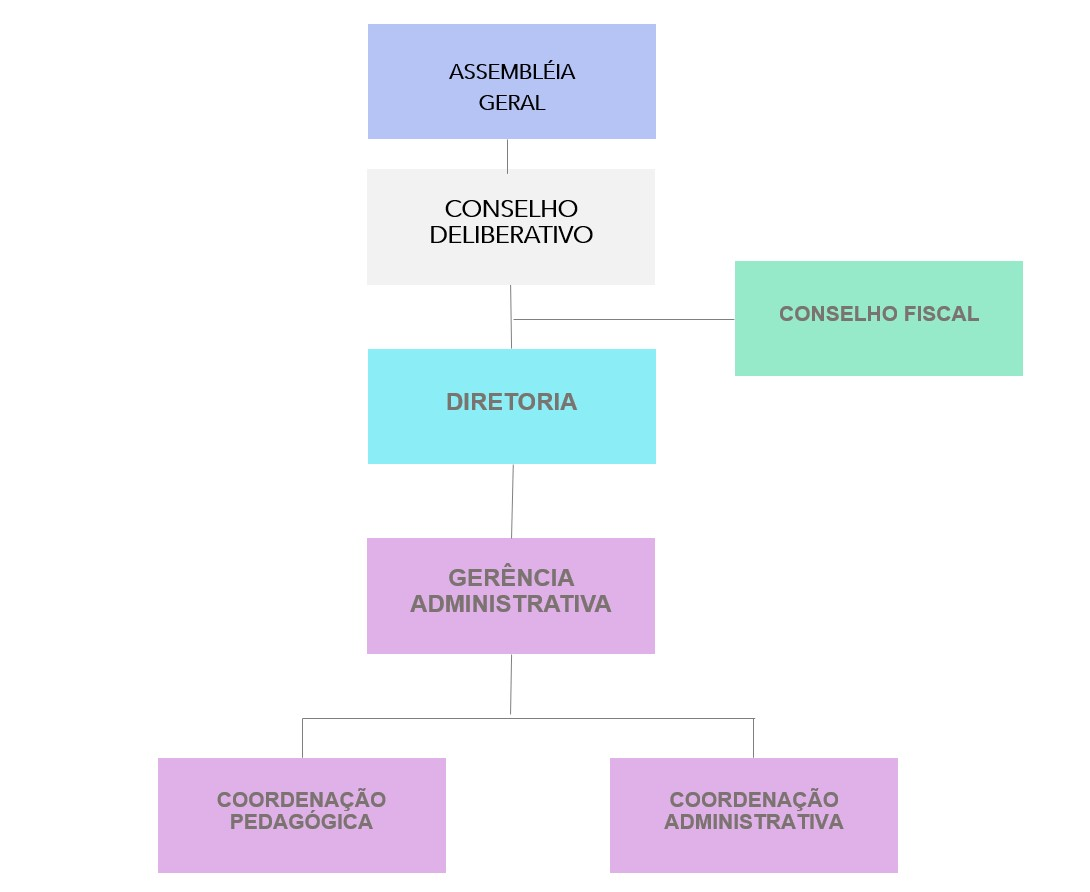 ASSEMBLÉIA
GERAL
CONSELHO
DELIBERATIVO
CONSELHO FISCAL
DIRETORIA
GERÊNCIA
ADMINISTRATIVA
COORDENAÇÃO
PEDAGÓGICA
COORDENAÇÃO
ADMINISTRATIVA